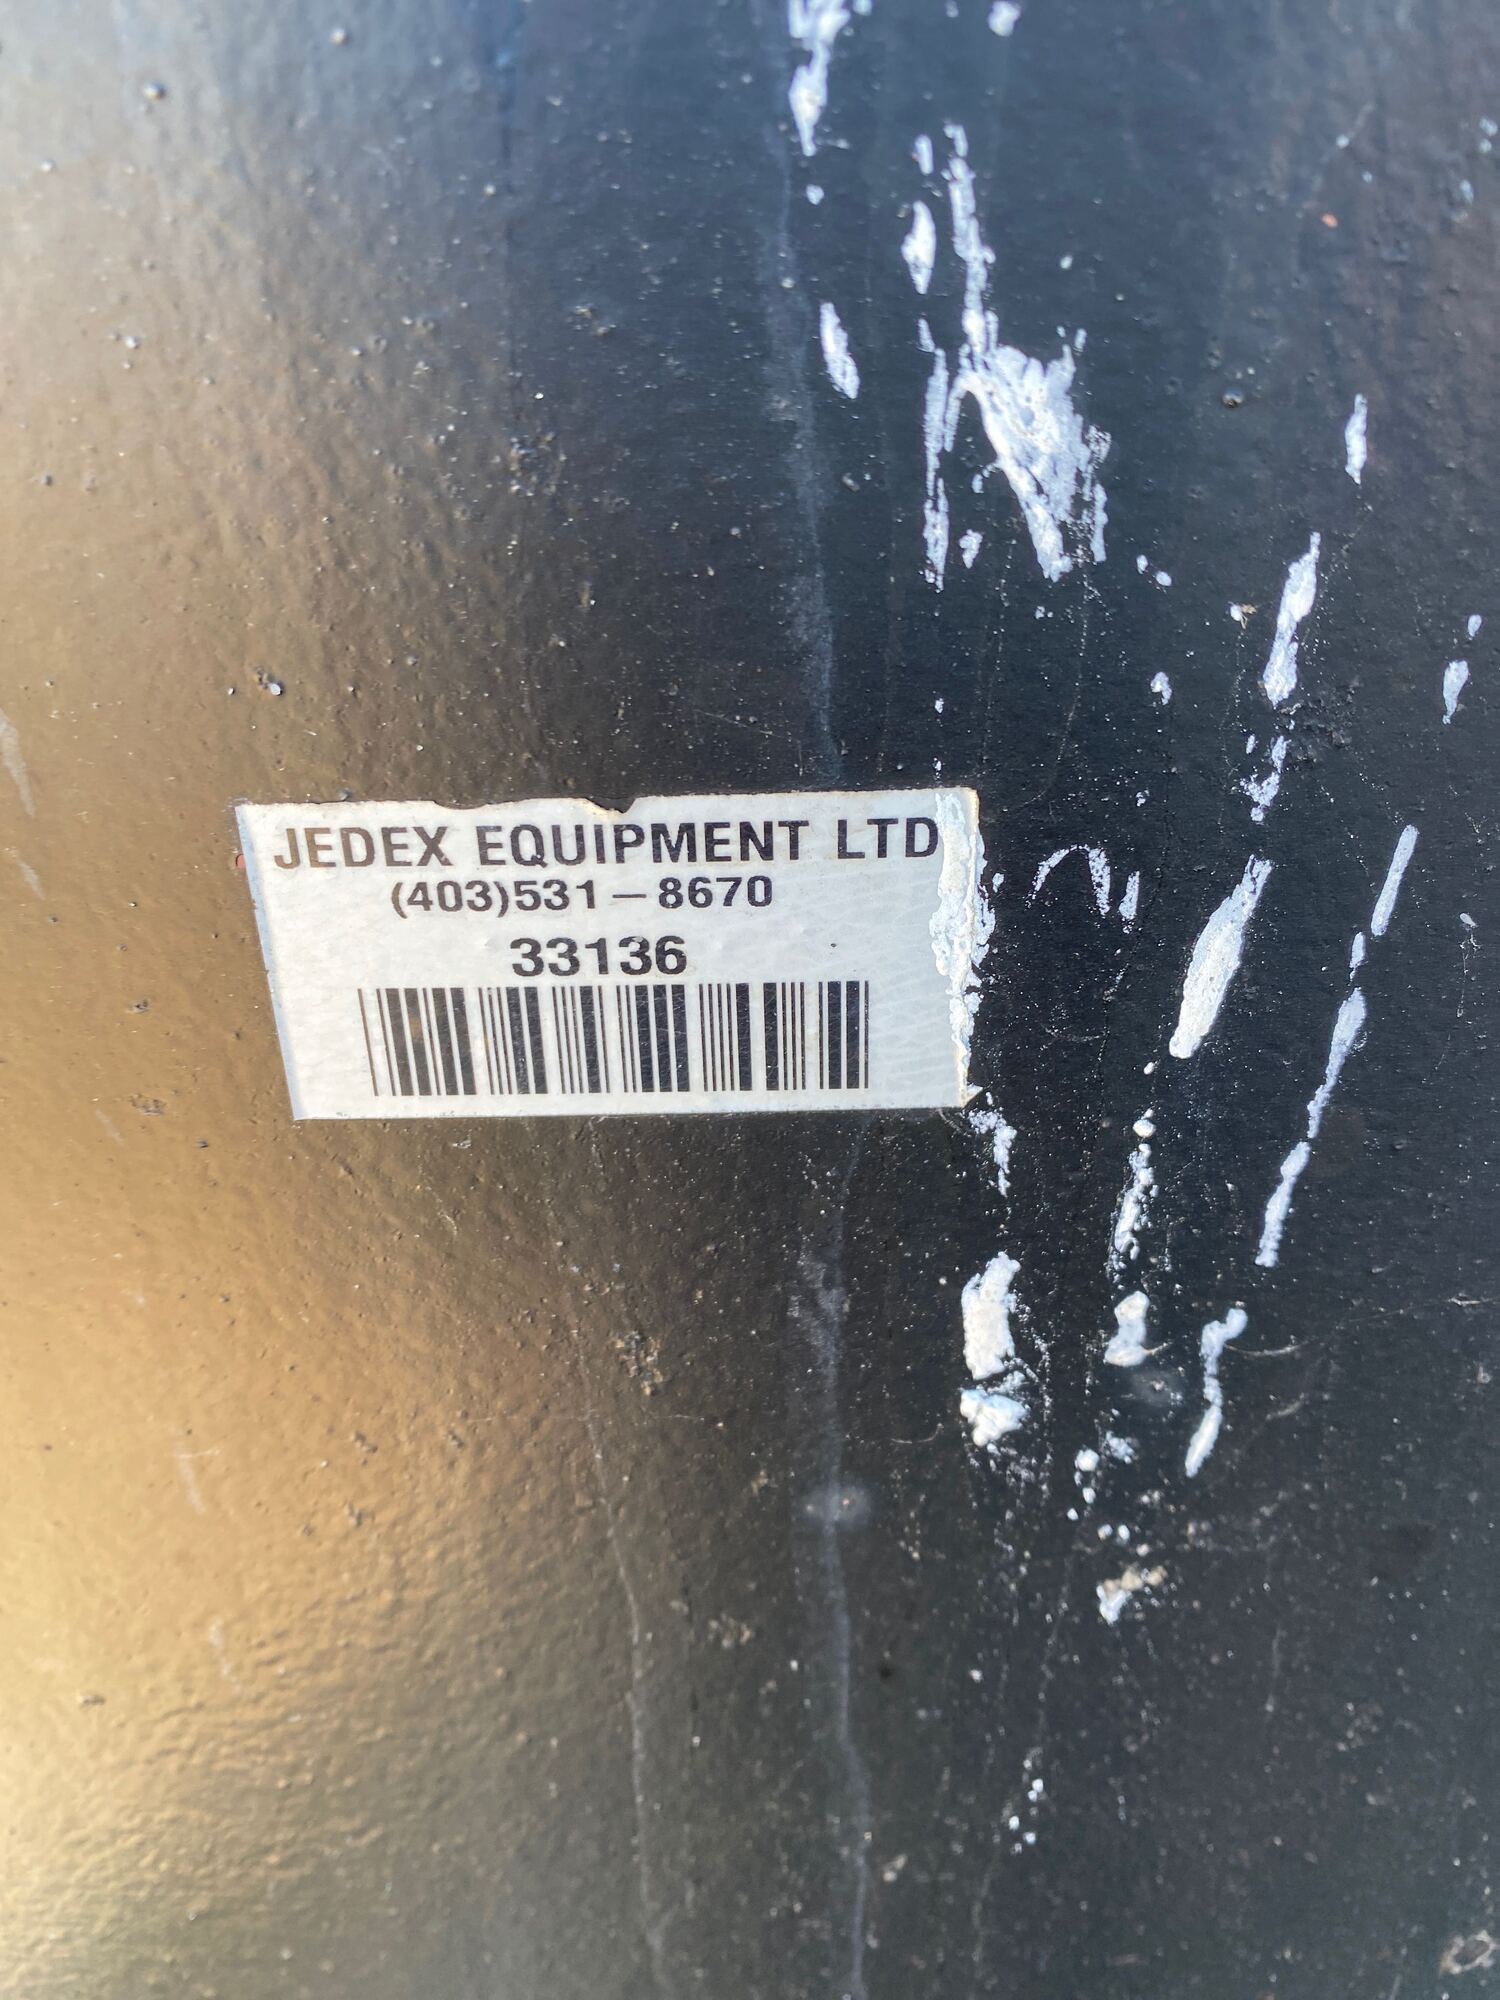 JEDEX EQUIPMENT LTD
(403)531-8670
33136